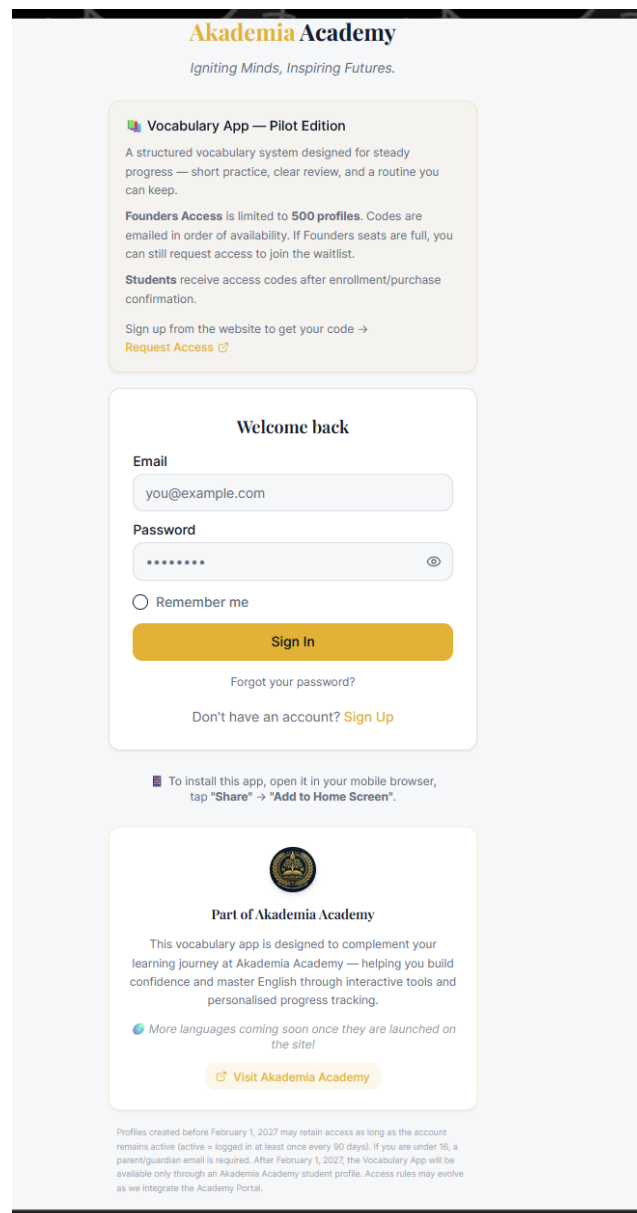 Akademia Academy
Igniting Minds, Inspiring Futures.
Vocabulary App — Pilot Edition
A structured vocabulary system designed for steady
progress — short practice, clear review, and a routine you
can keep.
Founders Access is limited to 500 profiles. Codes are
emailed in order of availability. If Founders seats are full, you
can still request access to join the waitlist.
Students receive access codes after enrollment/purchase
confirmation.
Sign up from the website to get your code →
Request Access
Welcome back
Email
you@example.com
Password
••••••••
Remember me
Sign In
Forgot your password?
Don't have an account? Sign Up
To install this app, open it in your mobile browser,
tap "Share" → "Add to Home Screen".
Part of Akademia Academy
This vocabulary app is designed to complement your
learning journey at Akademia Academy — helping you build
confidence and master English through interactive tools and
personalised progress tracking.
More languages coming soon once they are launched on
the site!
Visit Akademia Academy
Profiles created before February 1, 2027 may retain access as long as the account
remains active (active = logged in at least once every 90 days). If you are under 16, a
parent/guardian email is required. After February 1, 2027, the Vocabulary App will be
available only through an Akademia Academy student profile. Access rules may evolve
as we integrate the Academy Portal.